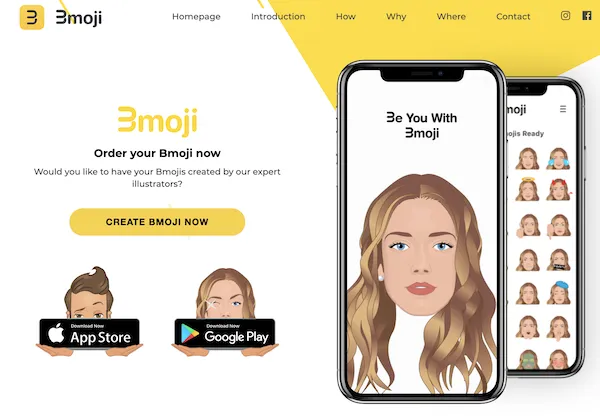 Bmoji
Homepage
Introduction
How
Why
Where
Contact
Bmoji
Order your Bmoji now
Would you like to have your Bmojis created by our expert
illustrators?
CREATE BMOJI NOW
Download Now
App Store
Download Now
Google Play
Be You With
Bmoji
moji
ojis Ready